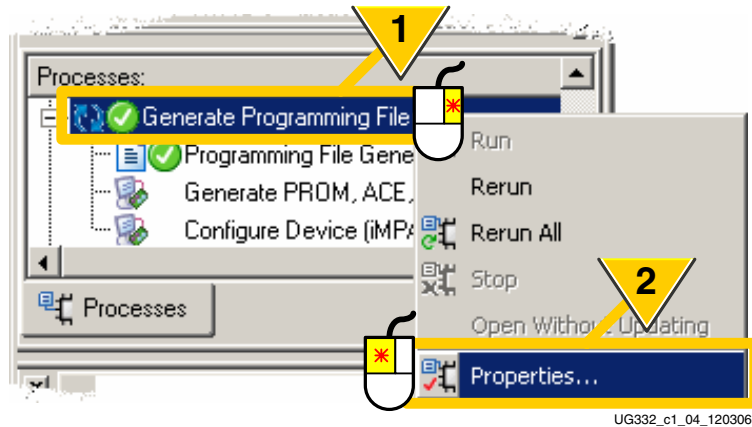 1
Processes:
Generate Programming File
Programming File Gene
Generate PROM, ACE,
Configure Device (iMPA
Processes
Run
Rerun
Rerun All
Stop
2
Open Without Updating
Properties...
UG332_c1_04_120306